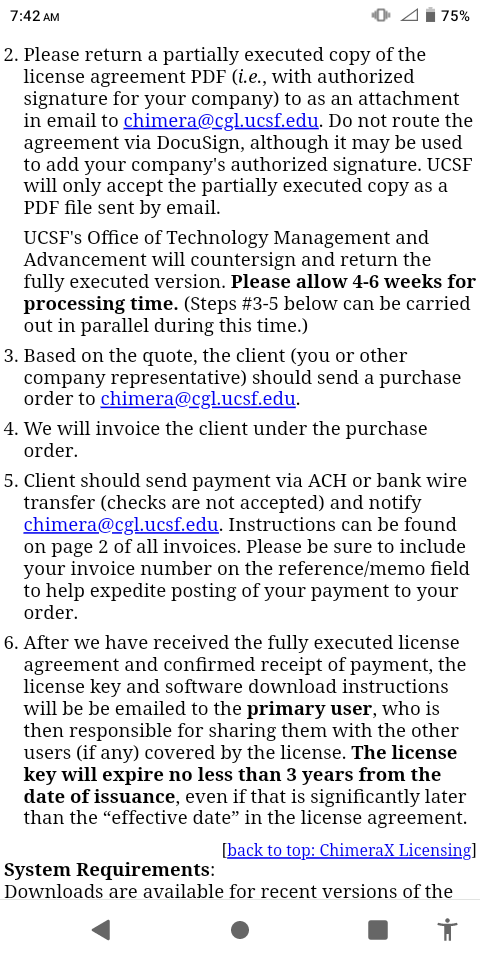 7:42 AM 75%
2. Please return a partially executed copy of the
license agreement PDF (i.e., with authorized
signature for your company) to as an attachment
in email to chimera@cgl.ucsf.edu. Do not route the
agreement via DocuSign, although it may be used
to add your company's authorized signature. UCSF
will only accept the partially executed copy as a
PDF file sent by email.
UCSF's Office of Technology Management and
Advancement will countersign and return the
fully executed version. Please allow 4-6 weeks for
processing time. (Steps #3-5 below can be carried
out in parallel during this time.)
3. Based on the quote, the client (you or other
company representative) should send a purchase
order to chimera@cgl.ucsf.edu.
4. We will invoice the client under the purchase
order.
5. Client should send payment via ACH or bank wire
transfer (checks are not accepted) and notify
chimera@cgl.ucsf.edu. Instructions can be found
on page 2 of all invoices. Please be sure to include
your invoice number on the reference/memo field
to help expedite posting of your payment to your
order.
6. After we have received the fully executed license
agreement and confirmed receipt of payment, the
license key and software download instructions
will be be emailed to the primary user, who is
then responsible for sharing them with the other
users (if any) covered by the license. The license
key will expire no less than 3 years from the
date of issuance, even if that is significantly later
than the “effective date” in the license agreement.
[back to top: ChimeraX Licensing]
System Requirements:
Downloads are available for recent versions of the